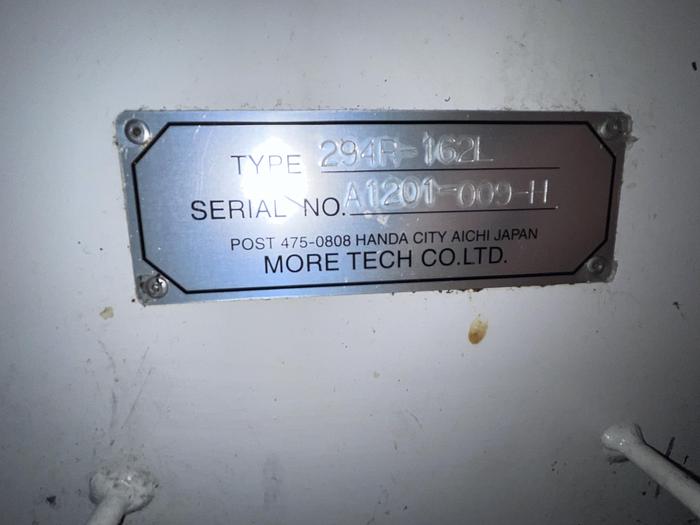 TYPE 294R-162L
SERIAL NO. A1201-009-H
POST 475-0808 HANDA CITY AICHI JAPAN
MORE TECH CO.LTD.